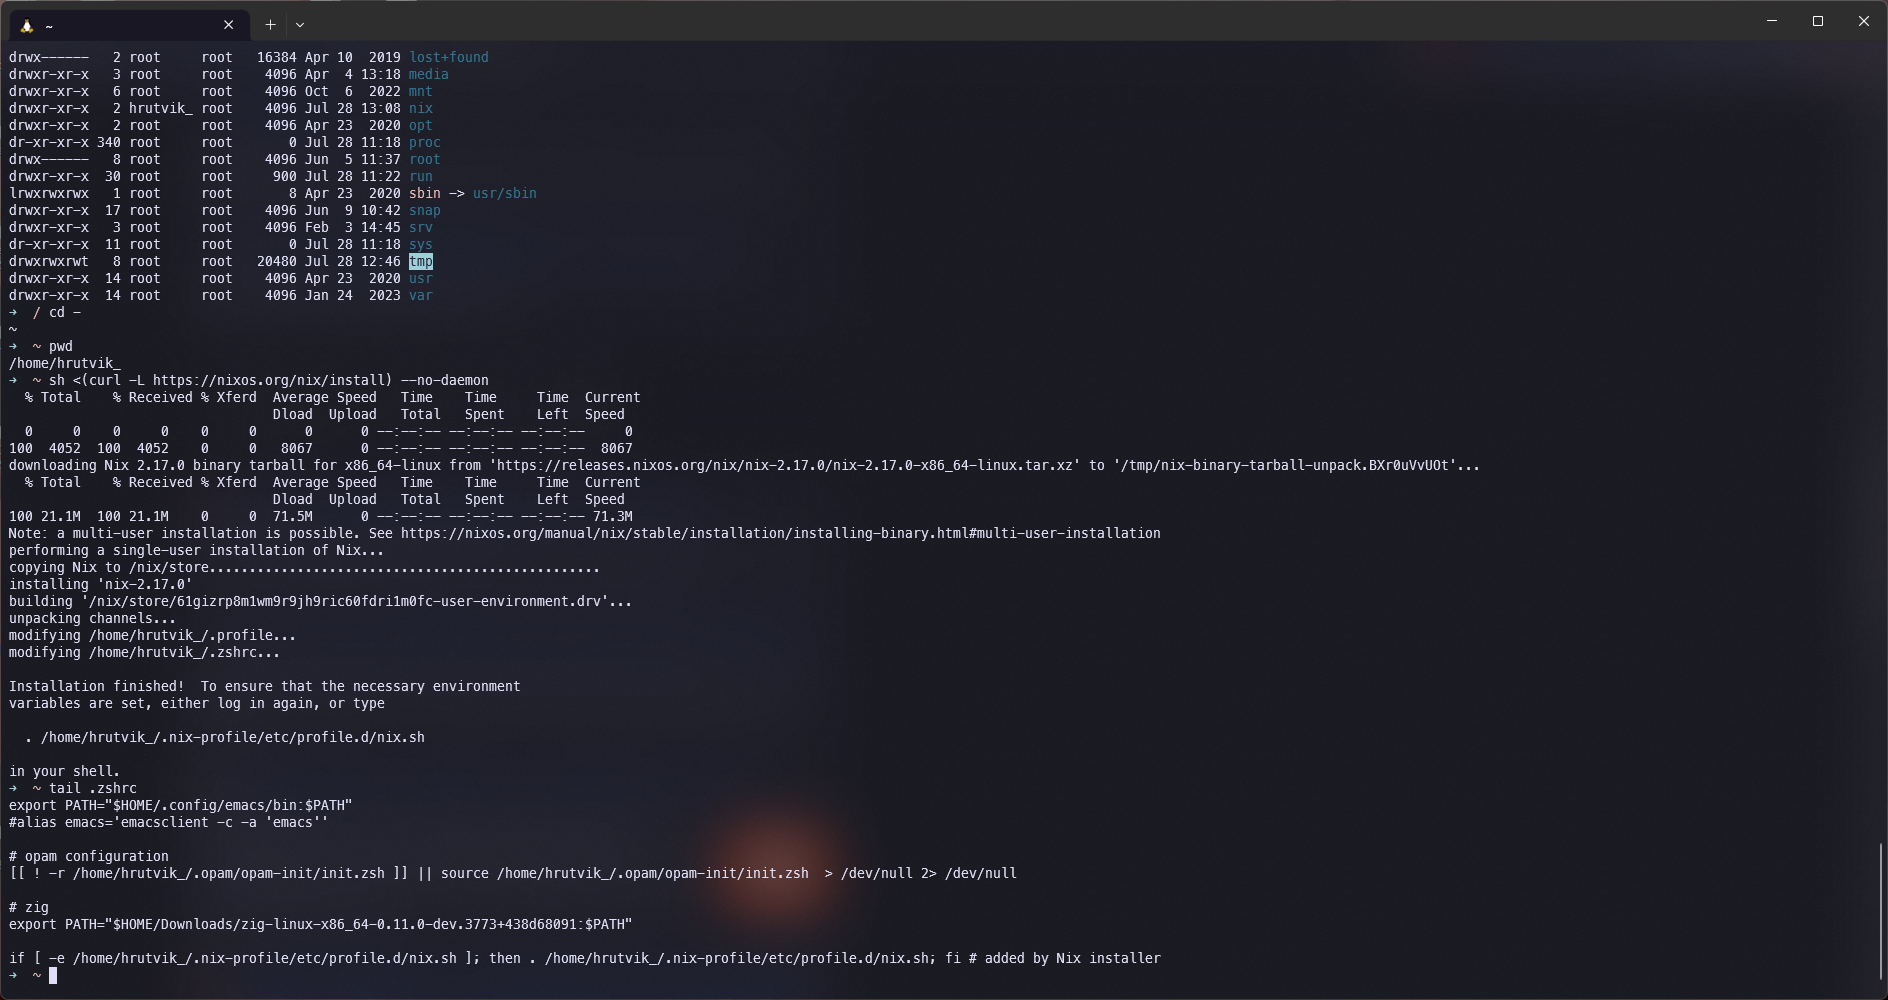 ~
drwx------   2 root     root   16384 Apr 10  2019 lost+found
drwxr-xr-x   3 root     root    4096 Apr  4 13:18 media
drwxr-xr-x   6 root     root    4096 Oct  6  2022 mnt
drwxr-xr-x   2 hrutvik_ root    4096 Jul 28 13:08 nix
drwxr-xr-x   2 root     root    4096 Apr 23  2020 opt
dr-xr-xr-x 340 root     root       0 Jul 28 11:18 proc
drwx------   8 root     root    4096 Jun  5 11:37 root
drwxr-xr-x  30 root     root     900 Jul 28 11:22 run
lrwxrwxrwx   1 root     root       8 Apr 23  2020 sbin -> usr/sbin
drwxr-xr-x  17 root     root    4096 Jun  9 10:42 snap
drwxr-xr-x   3 root     root    4096 Feb  3 14:45 srv
dr-xr-xr-x  11 root     root       0 Jul 28 11:18 sys
drwxrwxrwt   8 root     root   20480 Jul 28 12:46 tmp
drwxr-xr-x  14 root     root    4096 Apr 23  2020 usr
drwxr-xr-x  14 root     root    4096 Jan 24  2023 var
→  / cd -
~
→  ~ pwd
/home/hrutvik_
→  ~ sh <(curl -L https://nixos.org/nix/install) --no-daemon
  % Total    % Received % Xferd  Average Speed   Time    Time     Time  Current
                                 Dload  Upload   Total   Spent    Left  Speed
  0     0    0     0    0     0      0      0 --:--:-- --:--:-- --:--:--     0
100  4052  100  4052    0     0   8067      0 --:--:-- --:--:-- --:--:--  8067
downloading Nix 2.17.0 binary tarball for x86_64-linux from 'https://releases.nixos.org/nix/nix-2.17.0/nix-2.17.0-x86_64-linux.tar.xz' to '/tmp/nix-binary-tarball-unpack.BXr0uVvUOt'...
  % Total    % Received % Xferd  Average Speed   Time    Time     Time  Current
                                 Dload  Upload   Total   Spent    Left  Speed
100 21.1M  100 21.1M    0     0  71.5M      0 --:--:-- --:--:-- --:--:-- 71.3M
Note: a multi-user installation is possible. See https://nixos.org/manual/nix/stable/installation/installing-binary.html#multi-user-installation
performing a single-user installation of Nix...
copying Nix to /nix/store.................................................
installing 'nix-2.17.0'
building '/nix/store/61gizrp8m1wm9r9jh9ric60fdri1m0fc-user-environment.drv'...
unpacking channels...
modifying /home/hrutvik_/.profile...
modifying /home/hrutvik_/.zshrc...

Installation finished!  To ensure that the necessary environment
variables are set, either log in again, or type

  . /home/hrutvik_/.nix-profile/etc/profile.d/nix.sh

in your shell.
→  ~ tail .zshrc
export PATH="$HOME/.config/emacs/bin:$PATH"
#alias emacs='emacsclient -c -a 'emacs''

# opam configuration
[[ ! -r /home/hrutvik_/.opam/opam-init/init.zsh ]] || source /home/hrutvik_/.opam/opam-init/init.zsh  > /dev/null 2> /dev/null

# zig
export PATH="$HOME/Downloads/zig-linux-x86_64-0.11.0-dev.3773+438d68091:$PATH"

if [ -e /home/hrutvik_/.nix-profile/etc/profile.d/nix.sh ]; then . /home/hrutvik_/.nix-profile/etc/profile.d/nix.sh; fi # added by Nix installer
→  ~